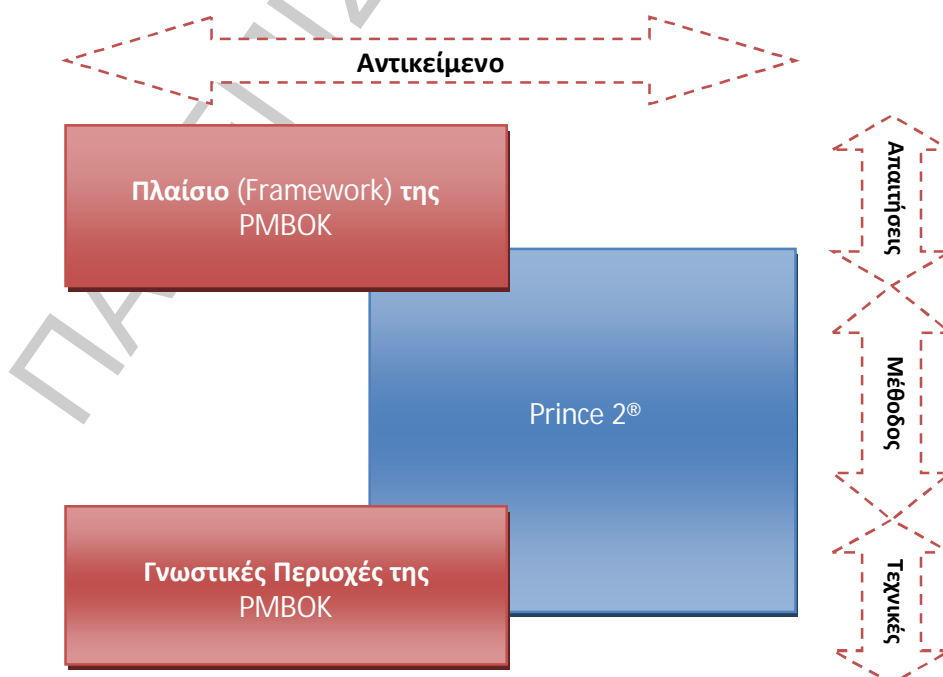 Αντικείμενο
Πλαίσιο (Framework) της
PMBOK
Απαιτήσεις
Prince 2®
Μέθοδος
Γνωστικές Περιοχές της
PMBOK
Τεχνικές